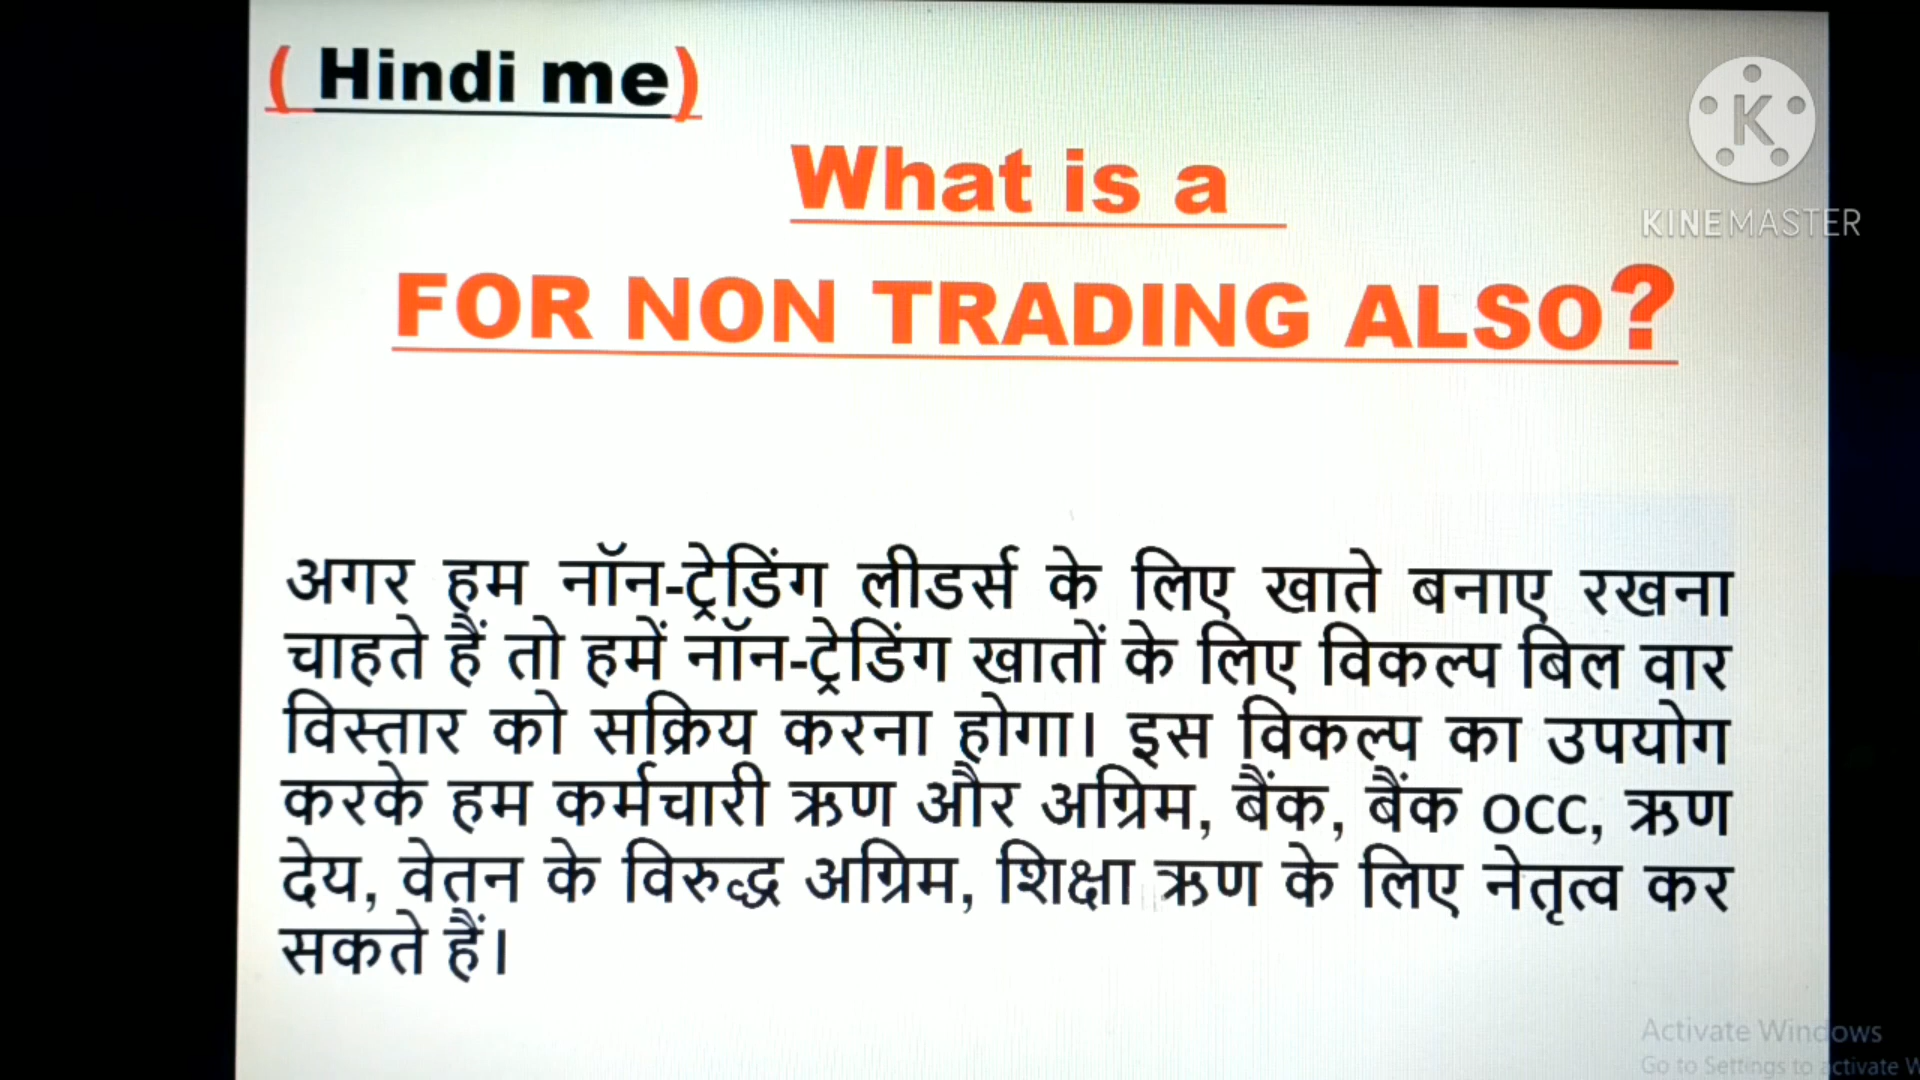 ( Hindi me)
What is a
FOR NON TRADING ALSO?
अगर हम नॉन-ट्रेडिंग लीडर्स के लिए खाते बनाए रखना
चाहते हैं तो हमें नॉन-ट्रेडिंग खातों के लिए विकल्प बिल वार
विस्तार को सक्रिय करना होगा। इस विकल्प का उपयोग
करके हम कर्मचारी ऋण और अग्रिम, बैंक, बैंक OCC, ऋण
देय, वेतन के विरुद्ध अग्रिम, शिक्षा ऋण के लिए नेतृत्व कर
सकते हैं।
K
KINEMASTER
Activate Windows
Go to Settings to activate W